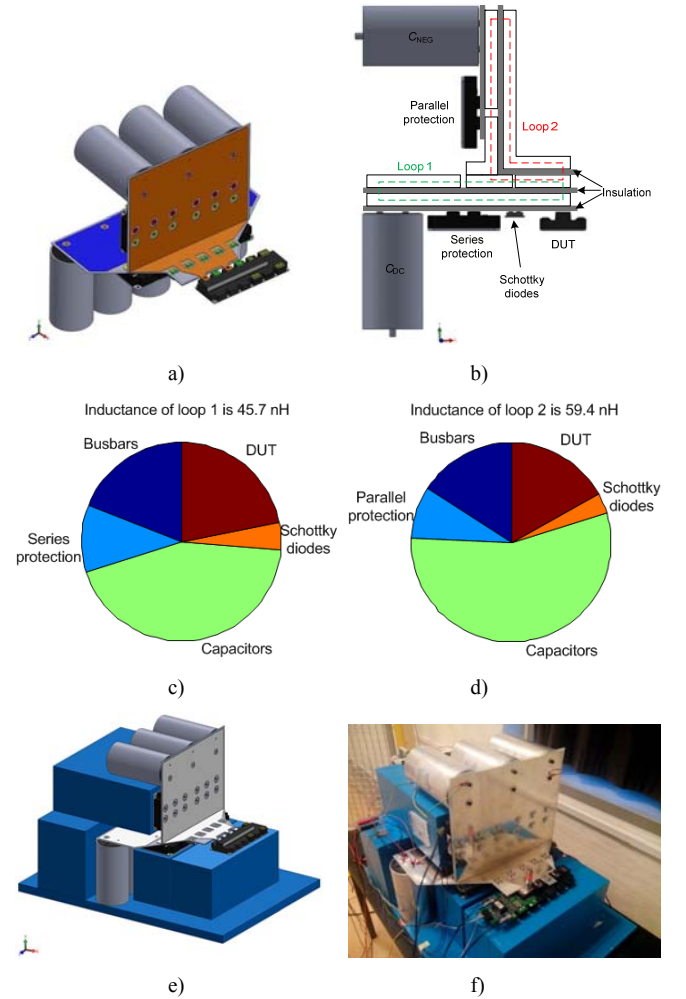 C_NEG
Parallel
protection
Loop 2
Loop 1
Insulation
C_DC
Series
protection
Schottky
diodes
DUT
a)
b)
Inductance of loop 1 is 45.7 nH
Busbars
DUT
Series
protection
Schottky
diodes
Capacitors
Inductance of loop 2 is 59.4 nH
Busbars
DUT
Parallel
protection
Schottky
diodes
Capacitors
c)
d)
e)
f)